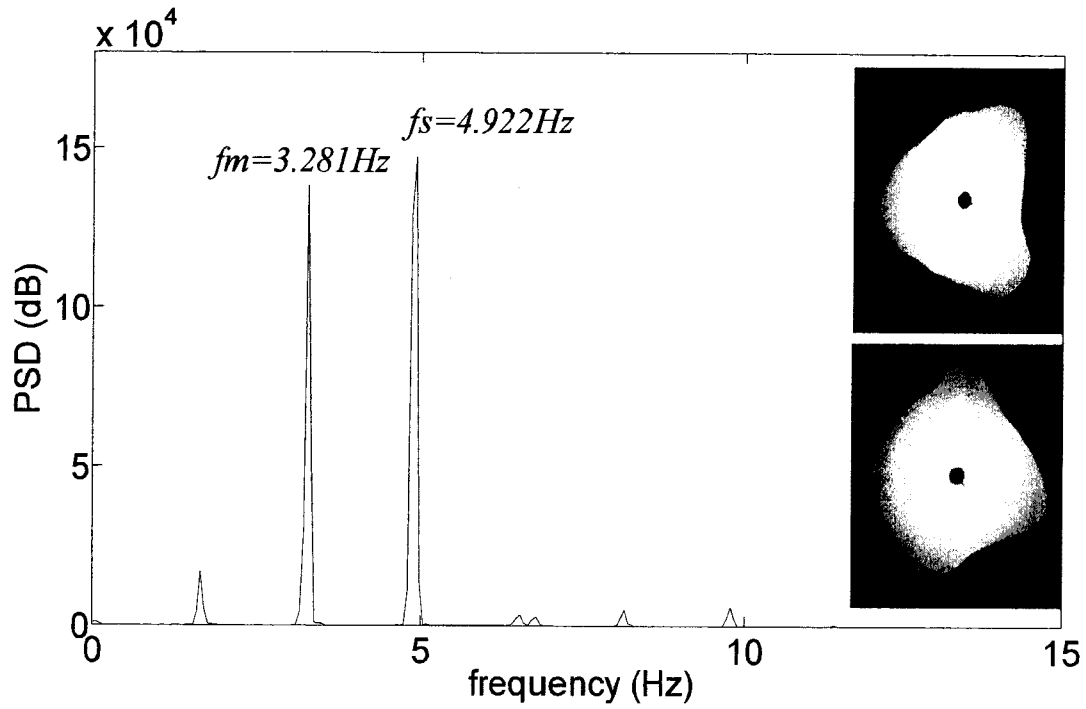 x 10^4
fs=4.922Hz
fm=3.281Hz
15
10
5
0
PSD (dB)
0 5 10 15
frequency (Hz)